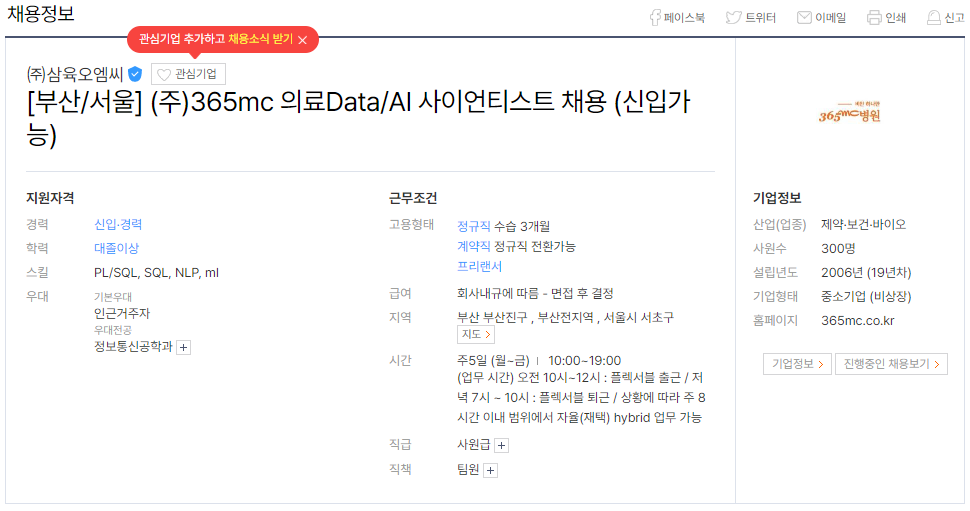 채용정보
페이스북 트위터 이메일 인쇄 신고
관심기업 추가하고 채용소식 받기 ×
㈜삼육오엠씨 관심기업
[부산/서울] (주)365mc 의료Data/AI 사이언티스트 채용 (신입가
능)
비만 하나만
365mc병원
지원자격
경력 신입·경력
학력 대졸이상
스킬 PL/SQL, SQL, NLP, ml
우대 기본우대
인근거주자
우대전공
정보통신공학과 +
근무조건
고용형태 정규직 수습 3개월
계약직 정규직 전환가능
프리랜서
급여 회사내규에 따름 - 면접 후 결정
지역 부산 부산진구 , 부산전지역 , 서울시 서초구
지도 >
시간 주5일 (월~금) | 10:00~19:00
(업무 시간) 오전 10시~12시 : 플렉서블 출근 / 저
녁 7시 ~ 10시 : 플렉서블 퇴근 / 상황에 따라 주 8
시간 이내 범위에서 자율(재택) hybrid 업무 가능
직급 사원급 +
직책 팀원 +
기업정보
산업(업종) 제약·보건·바이오
사원수 300명
설립년도 2006년 (19년차)
기업형태 중소기업 (비상장)
홈페이지 365mc.co.kr
기업정보 > 진행중인 채용보기 >